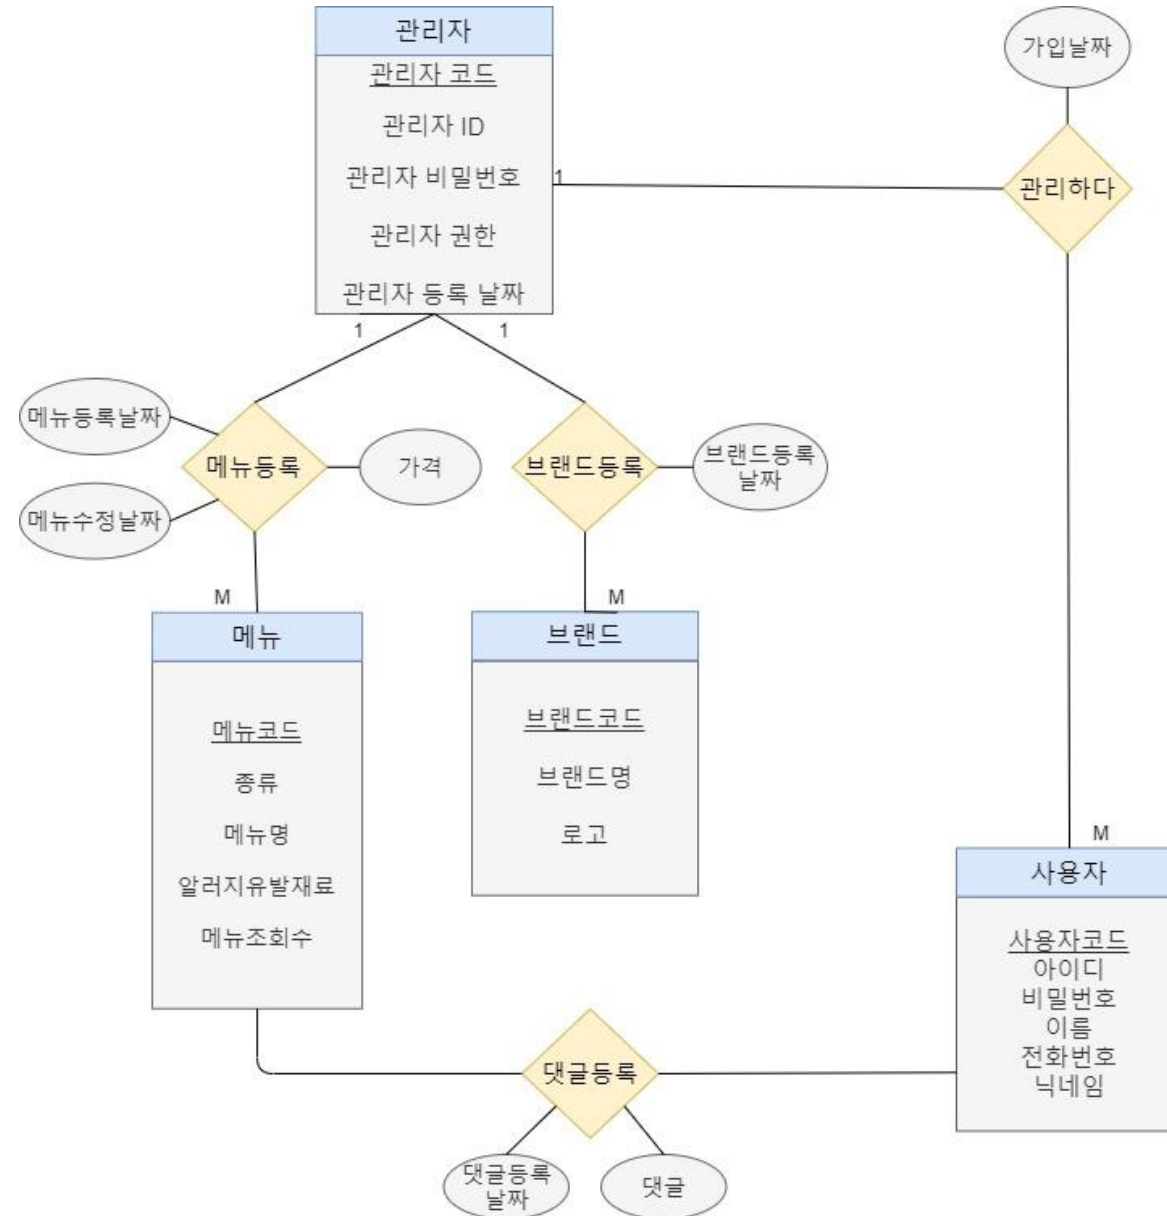 관리자
관리자 코드
관리자 ID
관리자 비밀번호
관리자 권한
관리자 등록 날짜
가입날짜
1
관리하다
1
1
메뉴등록날짜
메뉴등록
가격
브랜드등록
브랜드등록
날짜
메뉴수정날짜
M
M
메뉴
메뉴코드
종류
메뉴명
알러지유발재료
메뉴조회수
브랜드
브랜드코드
브랜드명
로고
M
사용자
사용자코드
아이디
비밀번호
이름
전화번호
닉네임
댓글등록
댓글등록
날짜
댓글